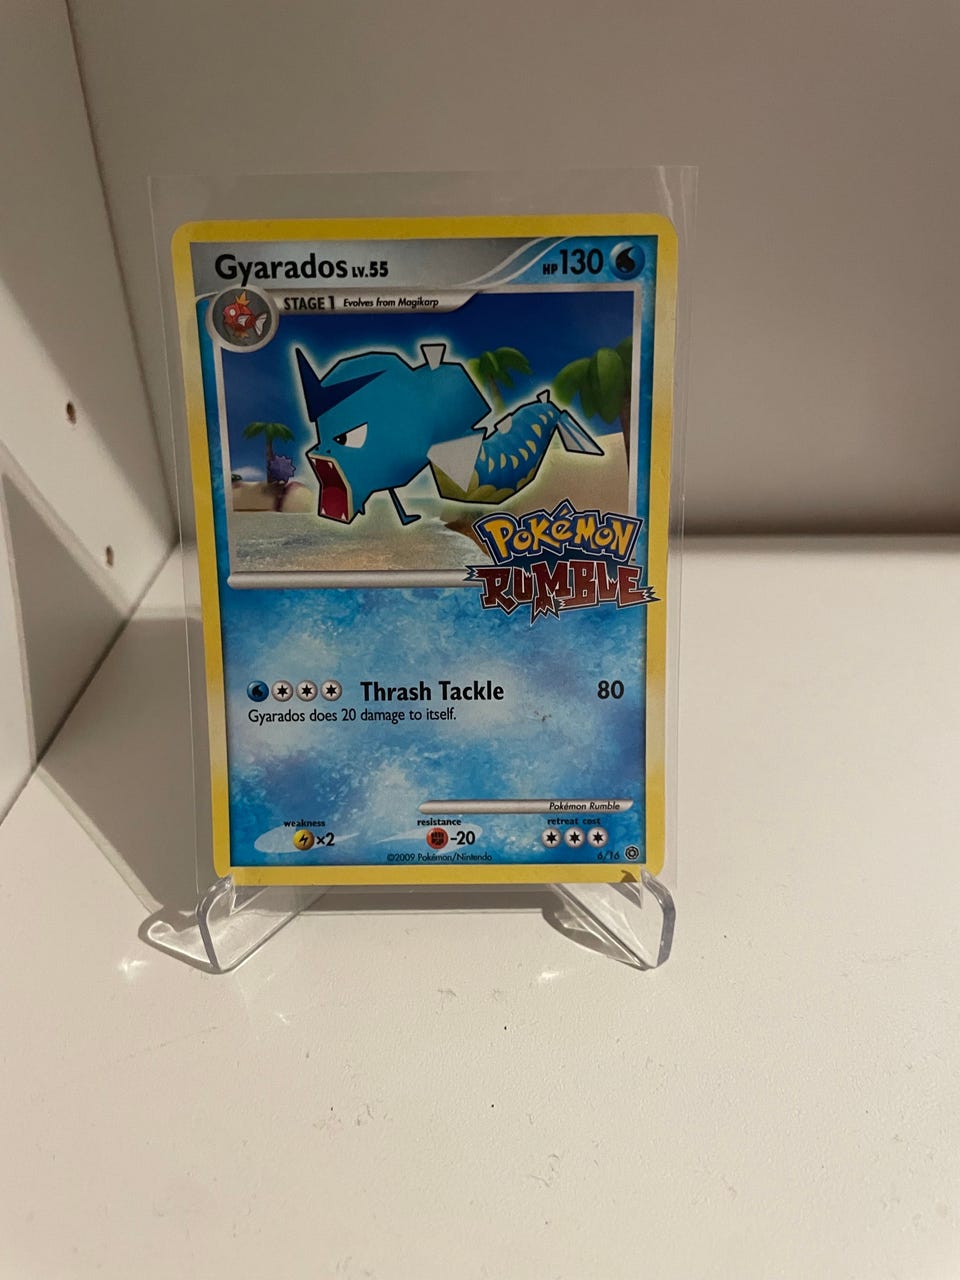 Gyarados LV.55 HP 130
STAGE 1 Evolves from Magikarp
POKéMON
RUMBLE
Thrash Tackle 80
Gyarados does 20 damage to itself.
Pokémon Rumble
weakness resistance retreat cost
×2 -20
©2009 Pokémon/Nintendo 6/16